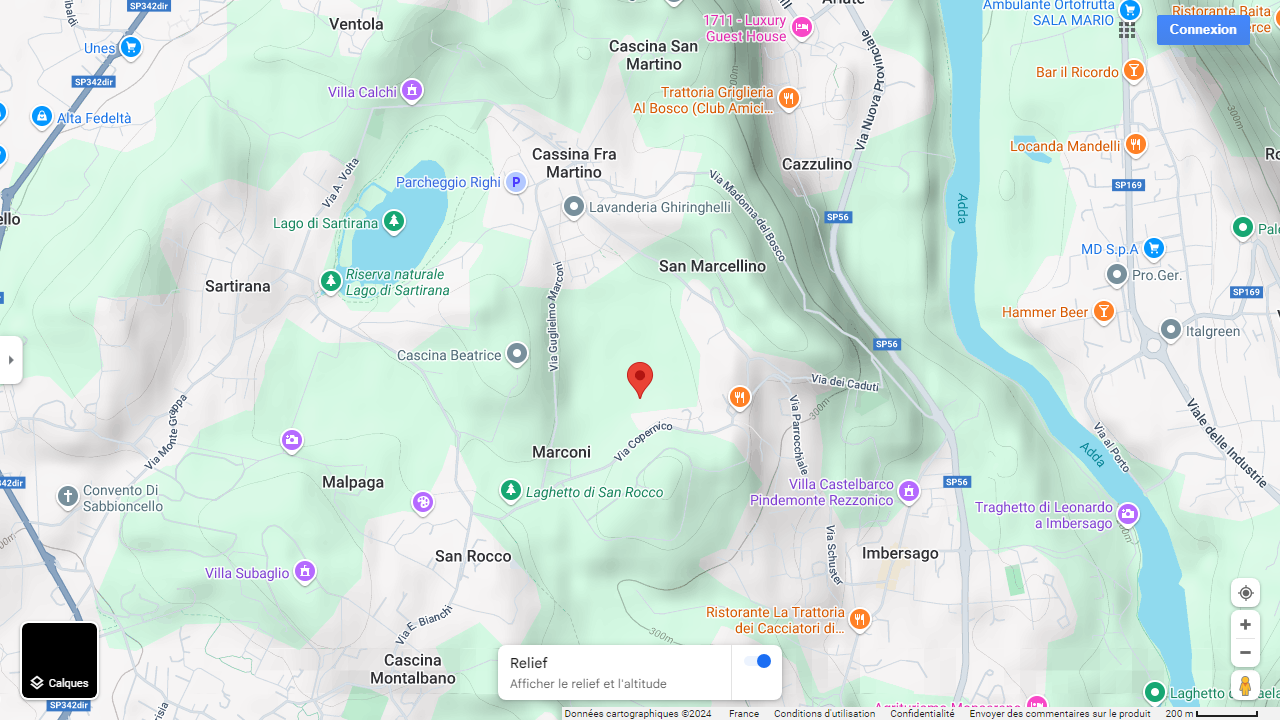 SP342dir
Ventola
1711 - Luxury
Guest House
Ambulante Ortofrutta
SALA MARIO
Ristorante Baita
Connexion
Unes
Cascina San
Martino
SP342dir
Villa Calchi
Trattoria Griglieria
Al Bosco (Club Amici...
300m
Via Nuova Provinciale
Bar il Ricordo
300m
Alta Fedeltà
Locanda Mandelli
Cassina Fra
Martino
Cazzulino
Via A. Volta
Parcheggio Righi
P
Via Madonna del Bosco
SP169
Lavanderia Ghiringhelli
Adda
SP56
Lago di Sartirana
MD S.p.A
San Marcellino
Riserva naturale
Lago di Sartirana
Pro.Ger.
Sartirana
SP169
Via Guglielmo Marconi
Hammer Beer
Italgreen
SP56
Cascina Beatrice
Via dei Caduti
300m
Via Monte Grappa
Via Parrocchiale
Viale delle Industrie
Via Copernico
Via al Porto
Adda
Marconi
Malpaga
SP56
Convento Di
Sabbioncello
Laghetto di San Rocco
Villa Castelbarco
Pindemonte Rezzonico
Traghetto di Leonardo
a Imbersago
San Rocco
Via Schuster
Imbersago
Villa Subaglio
Via E. Bianchi
Ristorante La Trattoria
dei Cacciatori di...
300m
Cascina
Montalbano
Relief
Afficher le relief et l'altitude
Calques
SP342dir
Agriturismo Moncerano
Données cartographiques ©2024
France
Conditions d'utilisation
Confidentialité
Envoyer des commentaires sur le produit
200 m